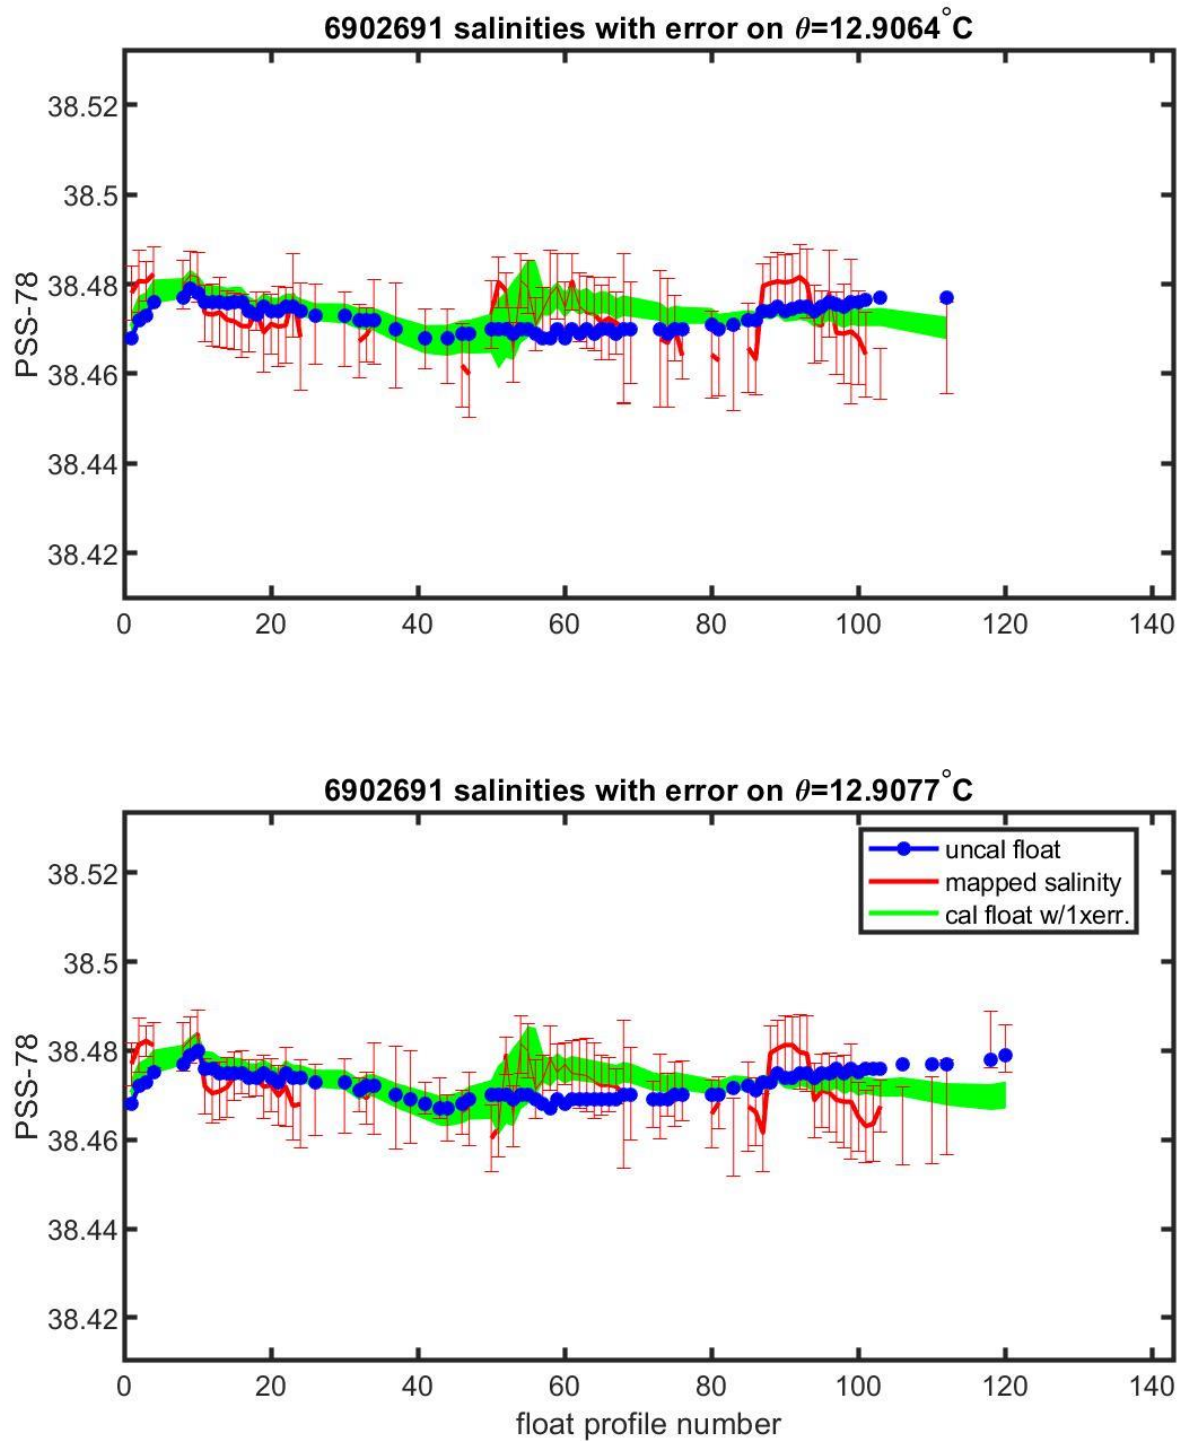 6902691 salinities with error on θ=12.9064°C
PSS-78
38.52
38.5
38.48
38.46
38.44
38.42
0 20 40 60 80 100 120 140
6902691 salinities with error on θ=12.9077°C
uncal float
mapped salinity
cal float w/1xerr.
PSS-78
38.52
38.5
38.48
38.46
38.44
38.42
0 20 40 60 80 100 120 140
float profile number